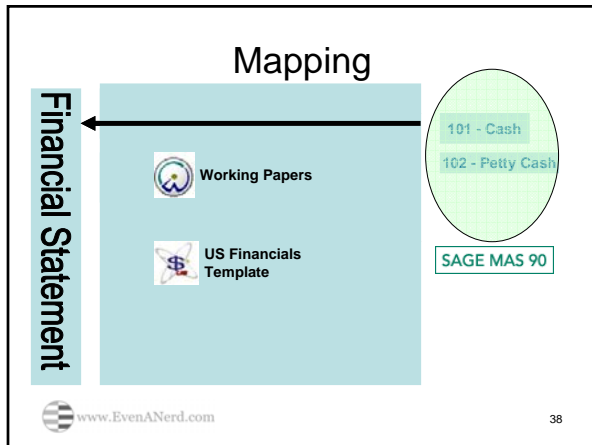 Mapping
Financial Statement
101 - Cash
102 - Petty Cash
Working Papers
US Financials
Template
SAGE MAS 90
www.EvenANerd.com
38